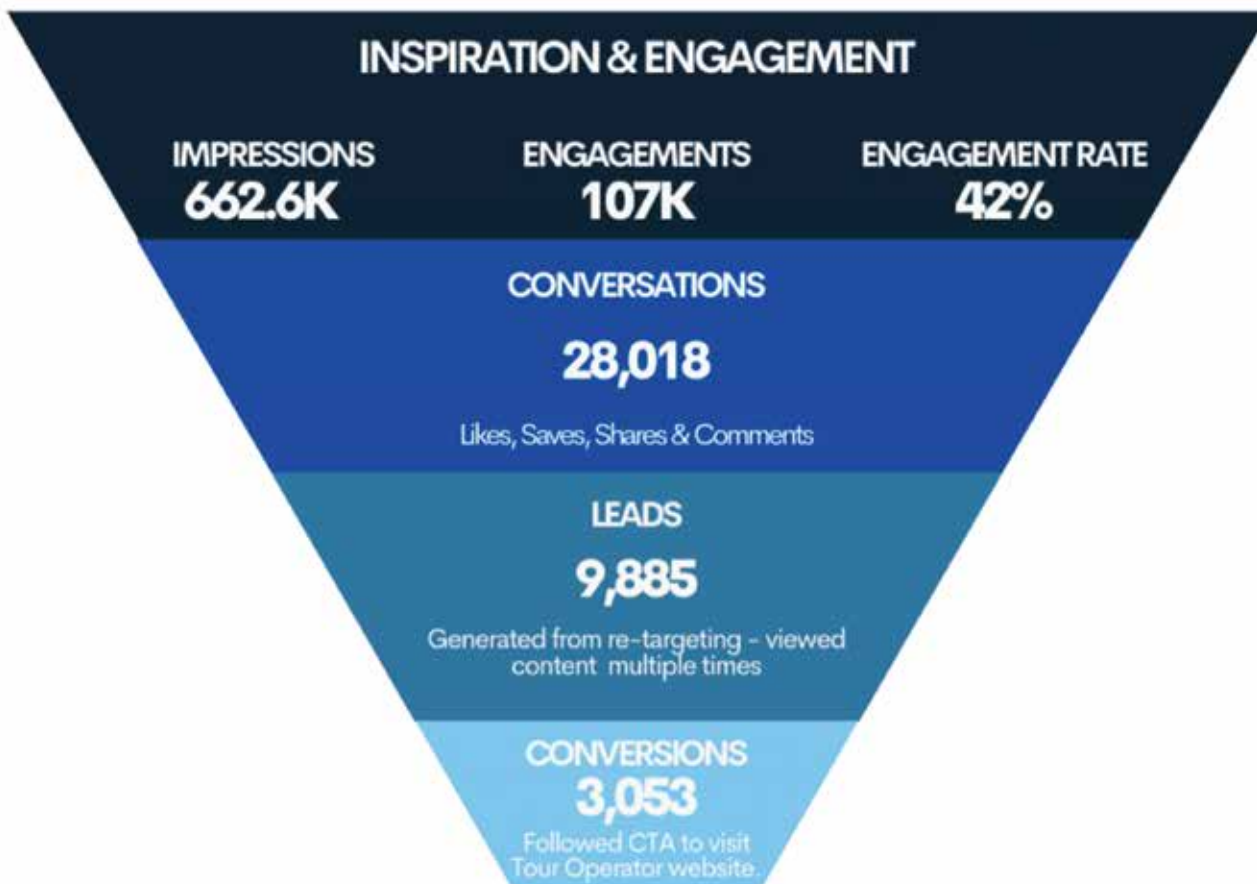 INSPIRATION & ENGAGEMENT
IMPRESSIONS
662.6K
ENGAGEMENTS
107K
ENGAGEMENT RATE
42%
CONVERSATIONS
28,018
Likes, Saves, Shares & Comments
LEADS
9,885
Generated from re-targeting - viewed
content multiple times
CONVERSIONS
3,053
Followed CTA to visit
Tour Operator website.